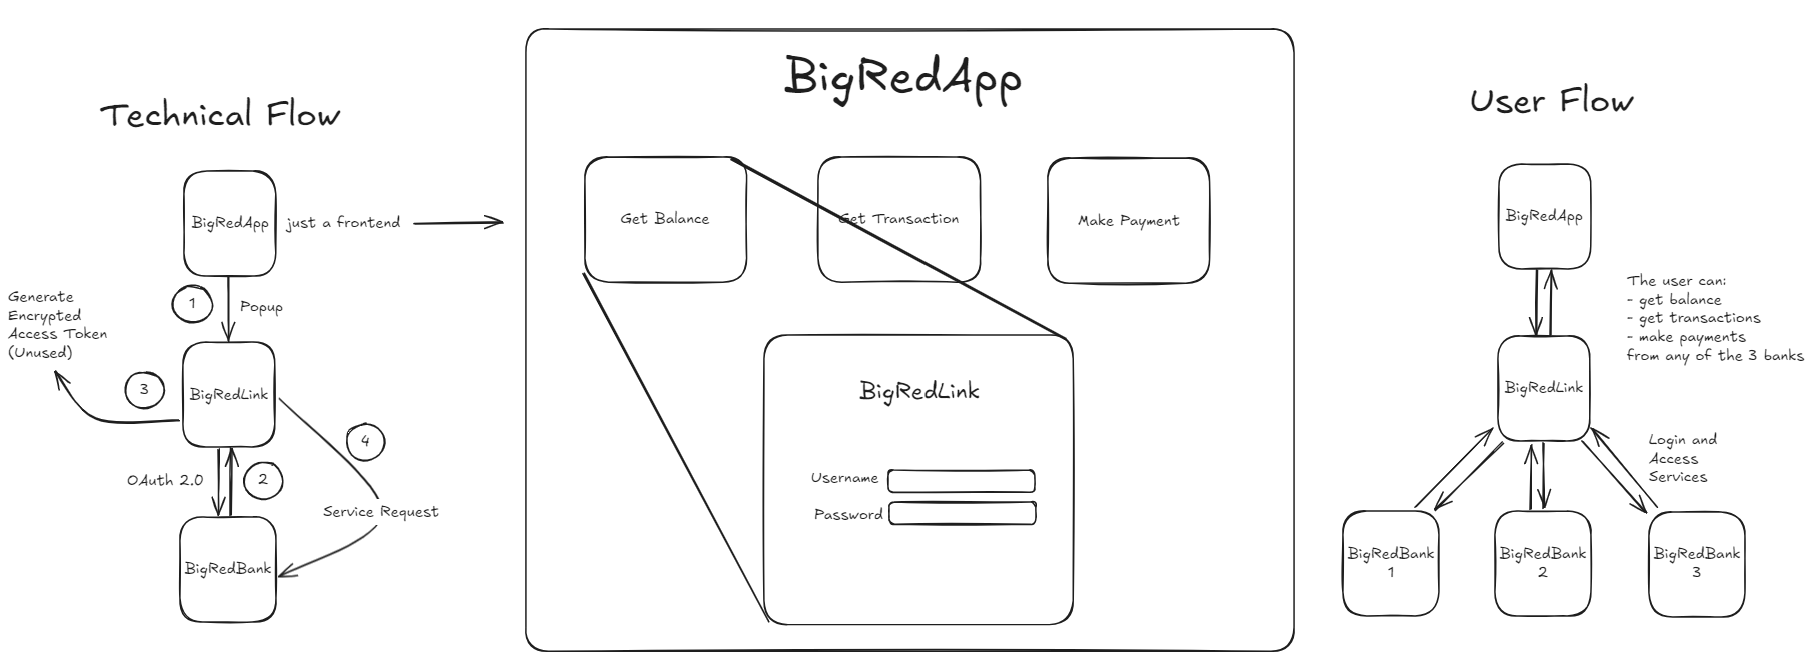 Technical Flow
BigRedApp
just a frontend
1
Popup
Generate
Encrypted
Access Token
(Unused)
3
BigRedLink
4
OAuth 2.0
2
Service Request
BigRedBank
BigRedApp
Get Balance
Get Transaction
Make Payment
BigRedLink
Username
Password
User Flow
BigRedApp
The user can:
- get balance
- get transactions
- make payments
from any of the 3 banks
BigRedLink
Login and
Access
Services
BigRedBank
1
BigRedBank
2
BigRedBank
3